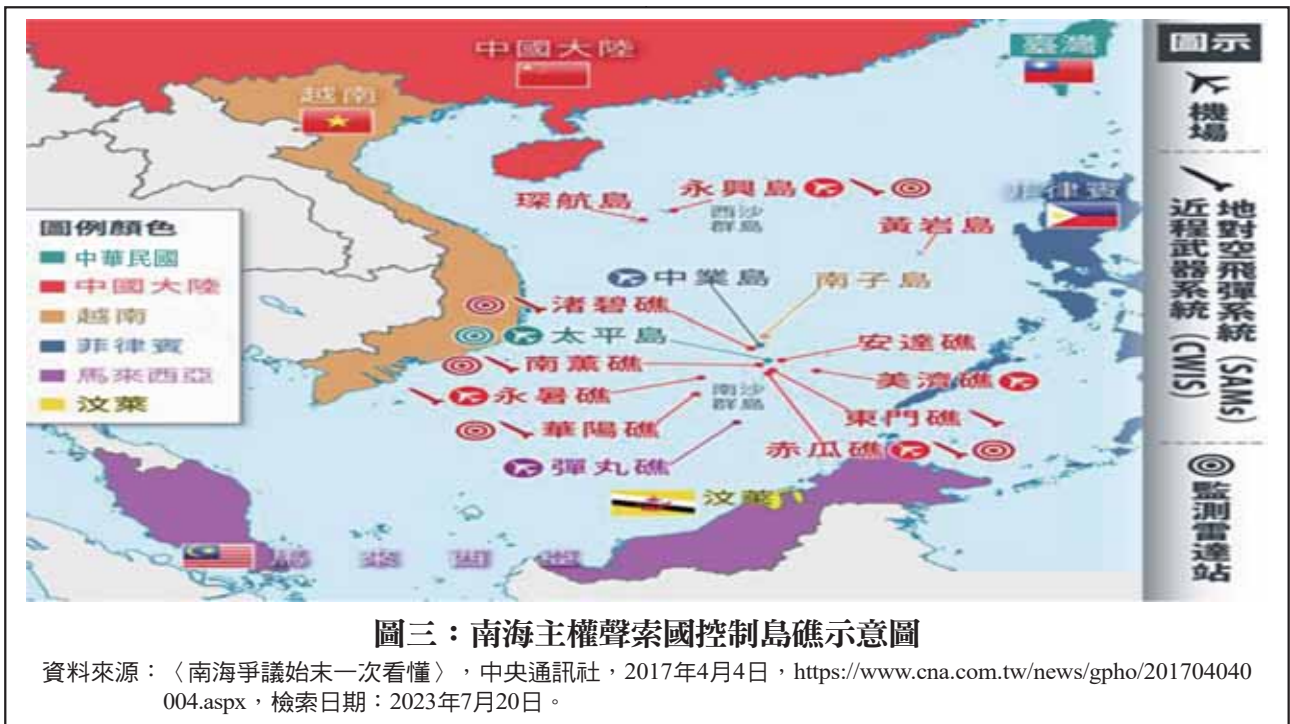 中國大陸
臺灣
越南
菲律賓
琛航島
永興島
西沙
群島
黃岩島
中業島
南子島
渚碧礁
太平島
安達礁
南薰礁
美濟礁
永暑礁
南沙
群島
東門礁
華陽礁
赤瓜礁
彈丸礁
汶萊
馬來西亞
圖例顏色
中華民國
中國大陸
越南
菲律賓
馬來西亞
汶萊
圖示
機場
地對空飛彈系統(SAMs)
近程武器系統(CWIS)
監測雷達站
圖三:南海主權聲索國控制島礁示意圖
資料來源:〈南海爭議始末一次看懂〉,中央通訊社,2017年4月4日,https://www.cna.com.tw/news/gpho/201704040
004.aspx,檢索日期:2023年7月20日。